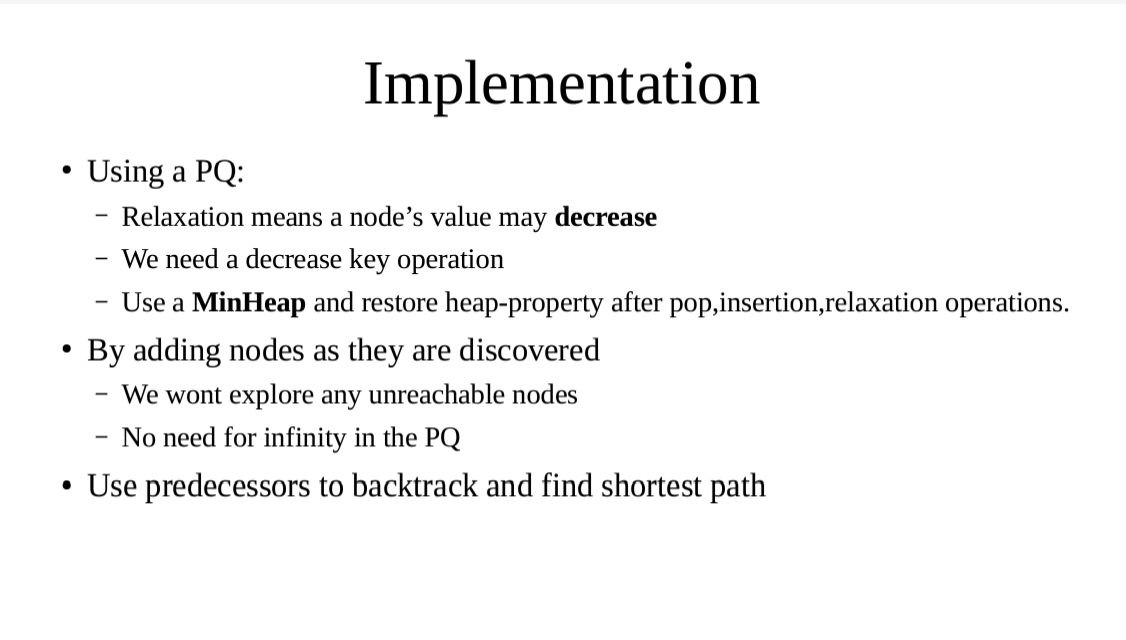 Implementation
• Using a PQ:
– Relaxation means a node’s value may decrease
– We need a decrease key operation
– Use a MinHeap and restore heap-property after pop,insertion,relaxation operations.
• By adding nodes as they are discovered
– We wont explore any unreachable nodes
– No need for infinity in the PQ
• Use predecessors to backtrack and find shortest path